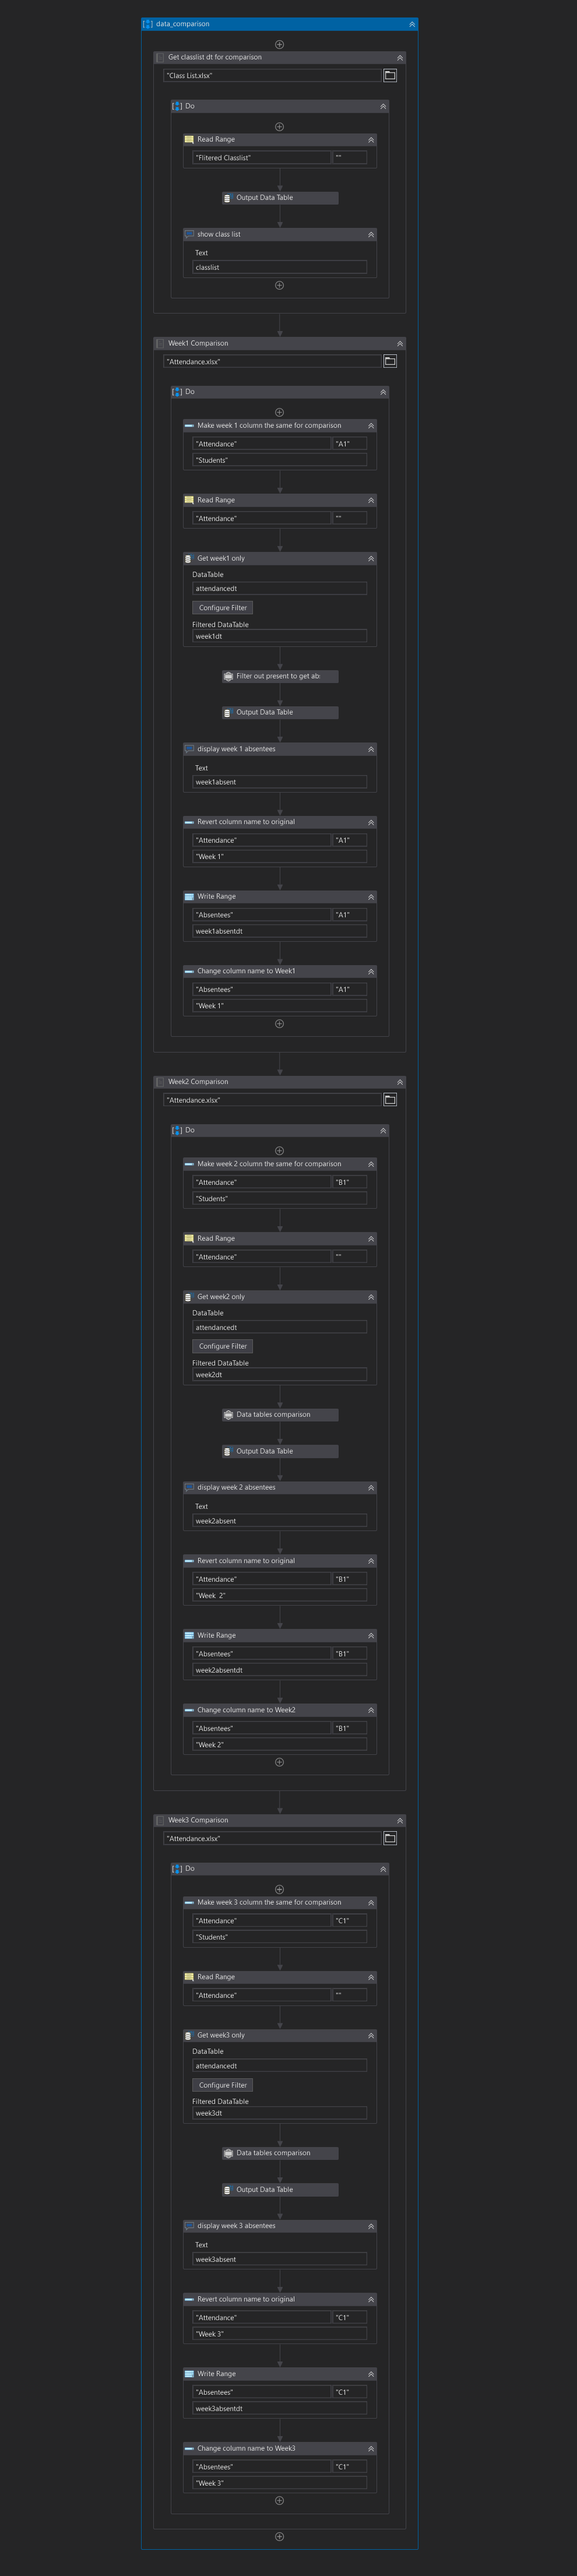 data_comparison
Get classlist dt for comparison
"Class List.xlsx"
Do
Read Range
"Flitered Classlist" ""
Output Data Table
show class list
Text
classlist
Week1 Comparison
"Attendance.xlsx"
Do
Make week 1 column the same for comparison
"Attendance" "A1"
"Students"
Read Range
"Attendance" ""
Get week1 only
DataTable
attendancedt
Configure Filter
Filtered DataTable
week1dt
Filter out present to get ab
Output Data Table
display week 1 absentees
Text
week1absent
Revert column name to original
"Attendance" "A1"
"Week 1"
Write Range
"Absentees" "A1"
week1absentdt
Change column name to Week1
"Absentees" "A1"
"Week 1"
Week2 Comparison
"Attendance.xlsx"
Do
Make week 2 column the same for comparison
"Attendance" "B1"
"Students"
Read Range
"Attendance" ""
Get week2 only
DataTable
attendancedt
Configure Filter
Filtered DataTable
week2dt
Data tables comparison
Output Data Table
display week 2 absentees
Text
week2absent
Revert column name to original
"Attendance" "B1"
"Week  2"
Write Range
"Absentees" "B1"
week2absentdt
Change column name to Week2
"Absentees" "B1"
"Week 2"
Week3 Comparison
"Attendance.xlsx"
Do
Make week 3 column the same for comparison
"Attendance" "C1"
"Students"
Read Range
"Attendance" ""
Get week3 only
DataTable
attendancedt
Configure Filter
Filtered DataTable
week3dt
Data tables comparison
Output Data Table
display week 3 absentees
Text
week3absent
Revert column name to original
"Attendance" "C1"
"Week 3"
Write Range
"Absentees" "C1"
week3absentdt
Change column name to Week3
"Absentees" "C1"
"Week 3"